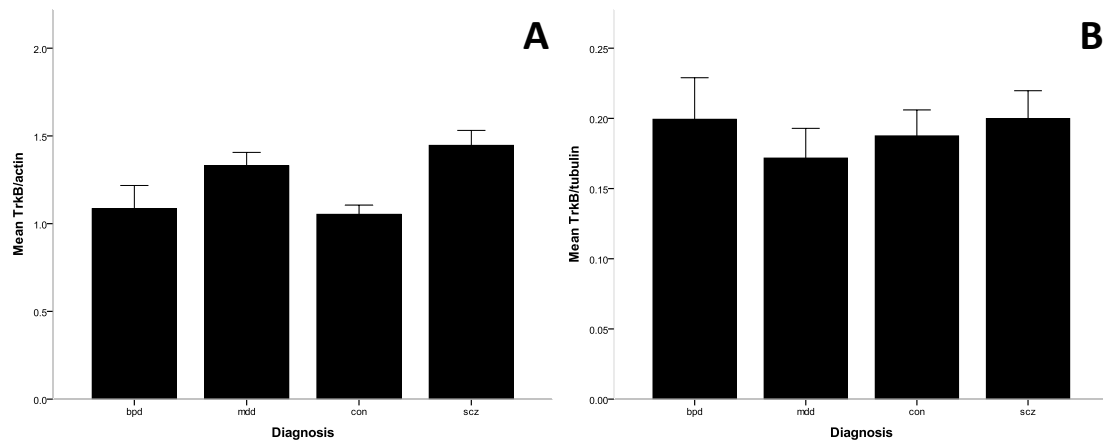 A
Mean TrkB/actin
2.0
1.5
1.0
0.5
0.0
bpd mdd con scz
Diagnosis
B
Mean TrkB/tubulin
0.25
0.20
0.15
0.10
0.05
0.00
bpd mdd con scz
Diagnosis